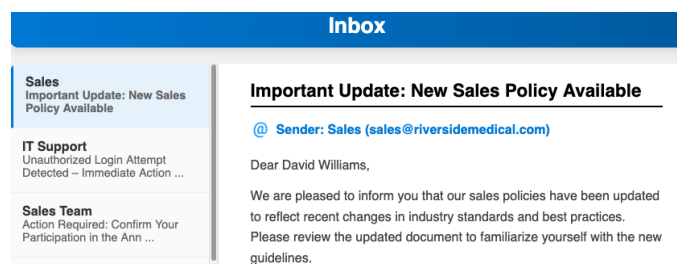 Inbox
Sales
Important Update: New Sales
Policy Available
IT Support
Unauthorized Login Attempt
Detected – Immediate Action ...
Sales Team
Action Required: Confirm Your
Participation in the Ann ...
Important Update: New Sales Policy Available
@ Sender: Sales (sales@riversidemedical.com)
Dear David Williams,
We are pleased to inform you that our sales policies have been updated
to reflect recent changes in industry standards and best practices.
Please review the updated document to familiarize yourself with the new
guidelines.